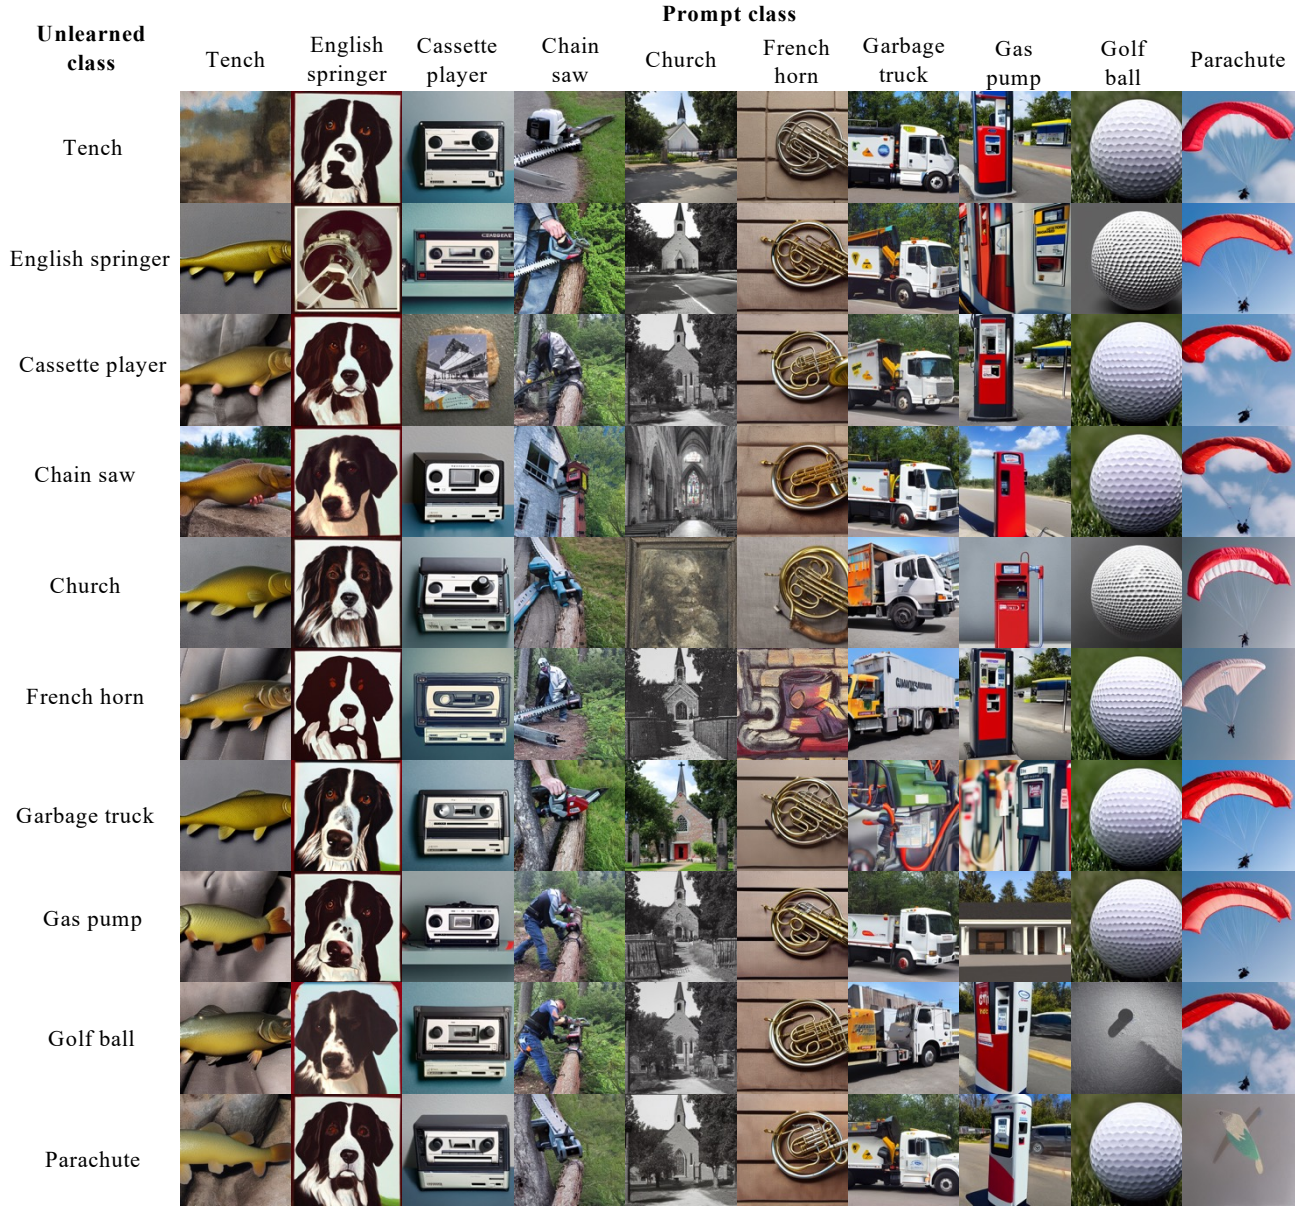 Prompt class
Unlearned
class
Tench
English
springer
Cassette
player
Chain
saw
Church
French
horn
Garbage
truck
Gas
pump
Golf
ball
Parachute
Tench
English springer
Cassette player
Chain saw
Church
French horn
Garbage truck
Gas pump
Golf ball
Parachute